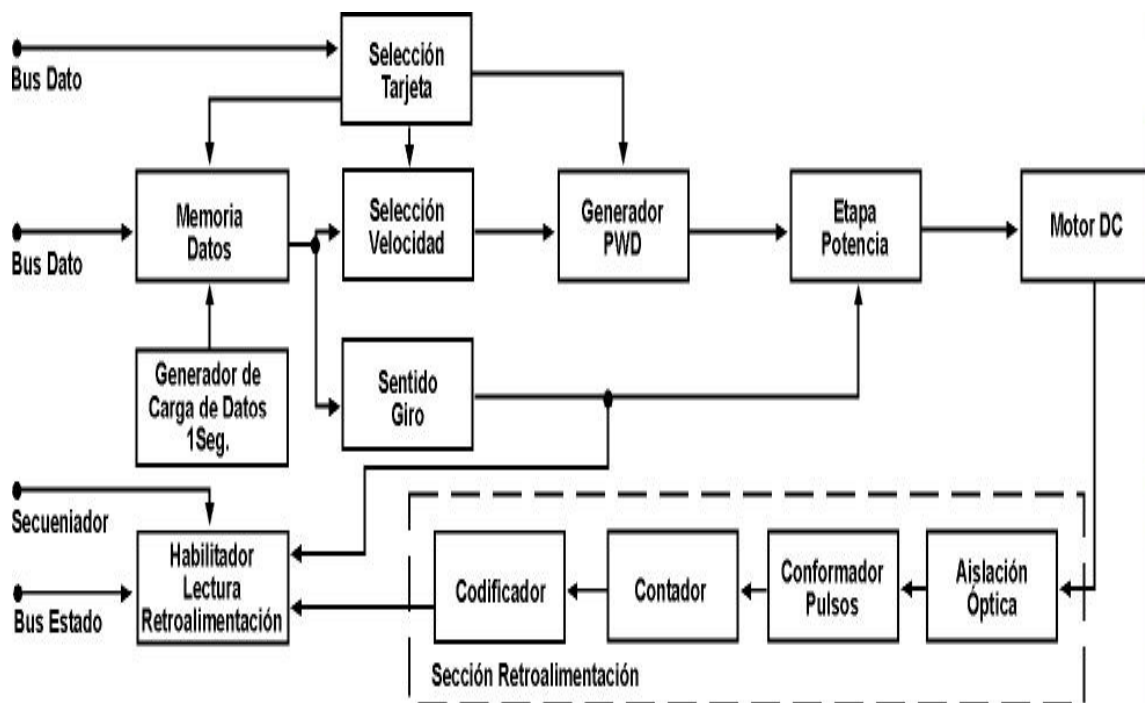 Selección
Tarjeta
Bus Dato
Memoria
Datos
Selección
Velocidad
Generador
PWD
Etapa
Potencia
Motor DC
Bus Dato
Generador de
Carga de Datos
1Seg.
Sentido
Giro
Secueniador
Habilitador
Lectura
Retroalimentación
Bus Estado
Codificador
Contador
Conformador
Pulsos
Aislación
Óptica
Sección Retroalimentación